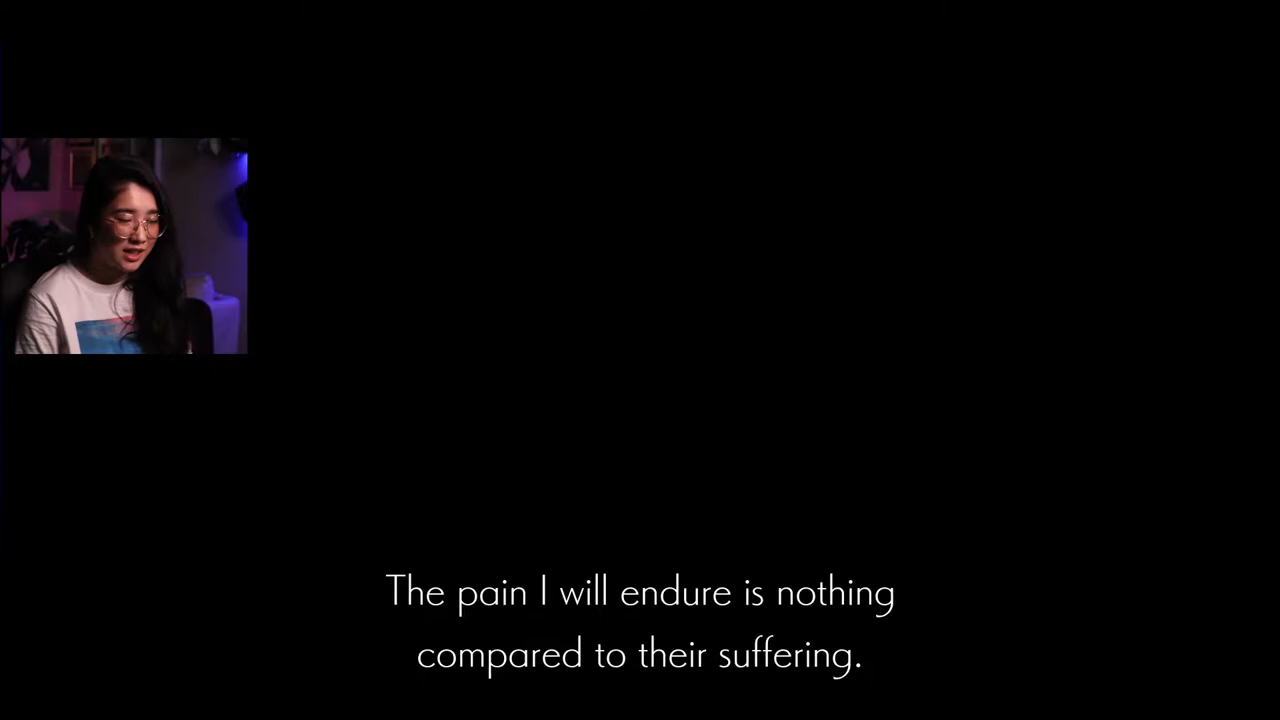 The pain I will endure is nothing
compared to their suffering.